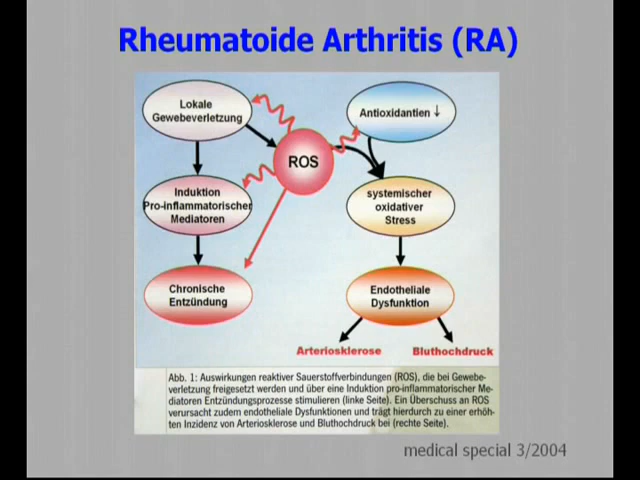 Rheumatoide Arthritis (RA)
Lokale
Gewebeverletzung
Antioxidantien ↓
ROS
Induktion
Pro-inflammatorischer
Mediatoren
systemischer
oxidativer
Stress
Chronische
Entzündung
Endotheliale
Dysfunktion
Arteriosklerose
Bluthochdruck
Abb. 1: Auswirkungen reaktiver Sauerstoffverbindungen (ROS), die bei Gewebe-
verletzung freigesetzt werden und über eine Induktion pro-inflammatorischer Me-
diatoren Entzündungsprozesse stimulieren (linke Seite). Ein Überschuss an ROS
verursacht zudem endotheliale Dysfunktionen und trägt hierdurch zu einer erhöh-
ten Inzidenz von Arteriosklerose und Bluthochdruck bei (rechte Seite).
medical special 3/2004